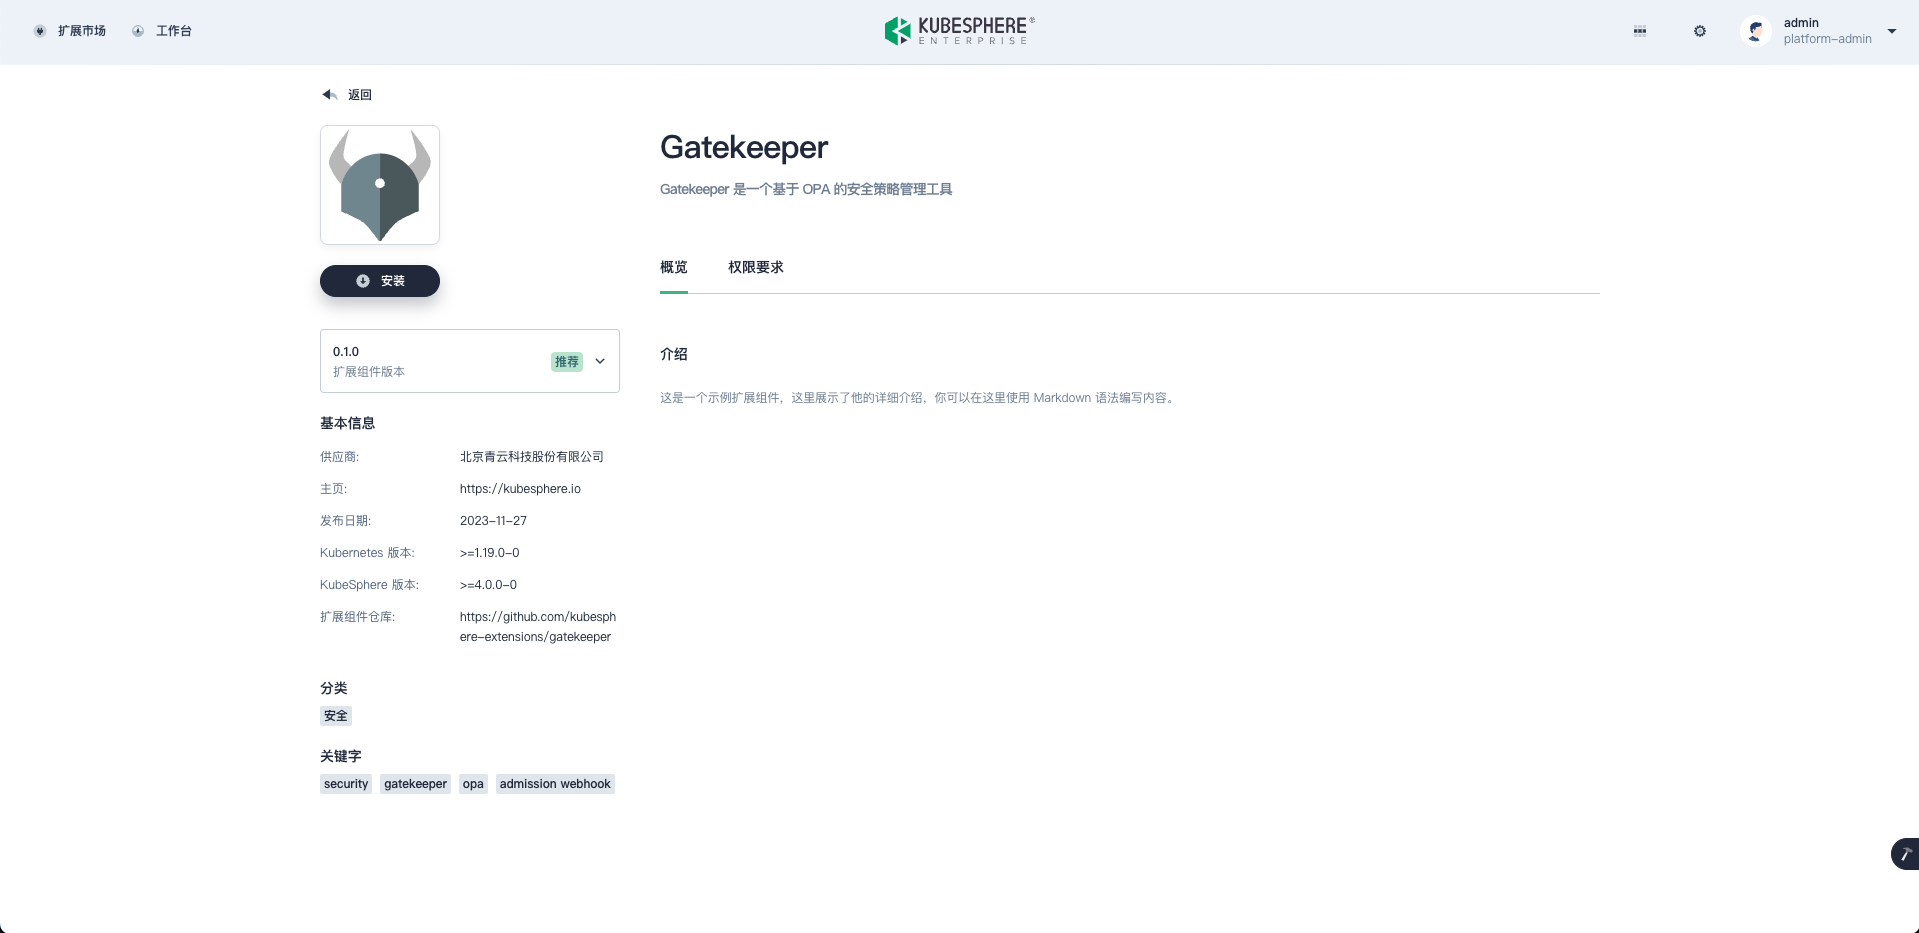 扩展市场 工作台 KUBESPHERE® ENTERPRISE admin
platform-admin
返回
Gatekeeper
Gatekeeper 是一个基于 OPA 的安全策略管理工具
安装
概览 权限要求
0.1.0
扩展组件版本
推荐
介绍
这是一个示例扩展组件，这里展示了他的详细介绍，你可以在这里使用 Markdown 语法编写内容。
基本信息
供应商: 北京青云科技股份有限公司
主页: https://kubesphere.io
发布日期: 2023-11-27
Kubernetes 版本: >=1.19.0-0
KubeSphere 版本: >=4.0.0-0
扩展组件仓库: https://github.com/kubesph
ere-extensions/gatekeeper
分类
安全
关键字
security gatekeeper opa admission webhook